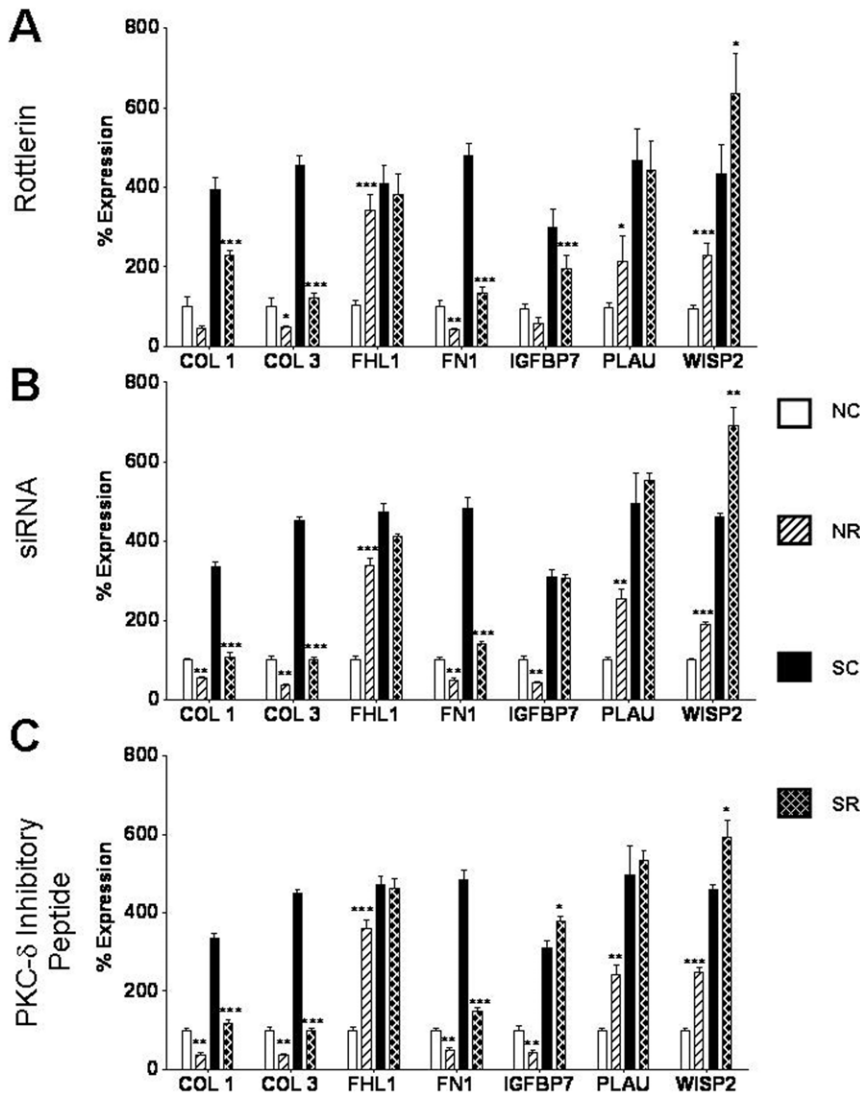 A
Rottlerin
% Expression
800
600
400
200
0
*
***
***
*
***
***
**
***
***
*
***
COL 1 COL 3 FHL1 FN1 IGFBP7 PLAU WISP2
B
siRNA
% Expression
800
600
400
200
0
**
***
**
***
***
**
***
**
**
***
**
COL 1 COL 3 FHL1 FN1 IGFBP7 PLAU WISP2
C
PKC-δ Inhibitory
Peptide
% Expression
800
600
400
200
0
**
***
**
***
***
**
***
**
*
**
***
*
COL 1 COL 3 FHL1 FN1 IGFBP7 PLAU WISP2
NC
NR
SC
SR